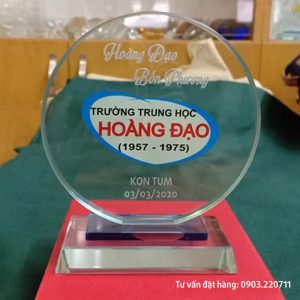 Hoàng Đạo
Bốn Phương
TRƯỜNG TRUNG HỌC
HOÀNG ĐẠO
(1957 - 1975)
KON TUM
03/03/2020
Tư vấn đặt hàng: 0903.220711